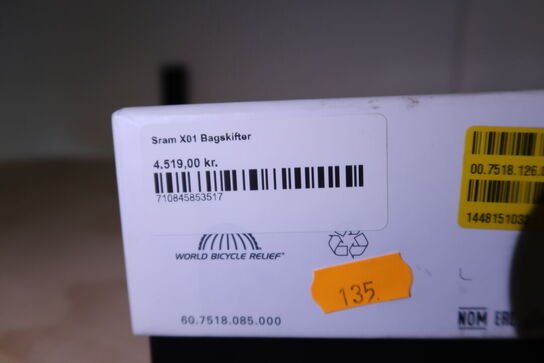 Sram X01 Bagskifter
4.519,00 kr.
710845853517
00.7518.126.0
1448151032
WORLD BICYCLE RELIEF
135.
60.7518.085.000
NOM